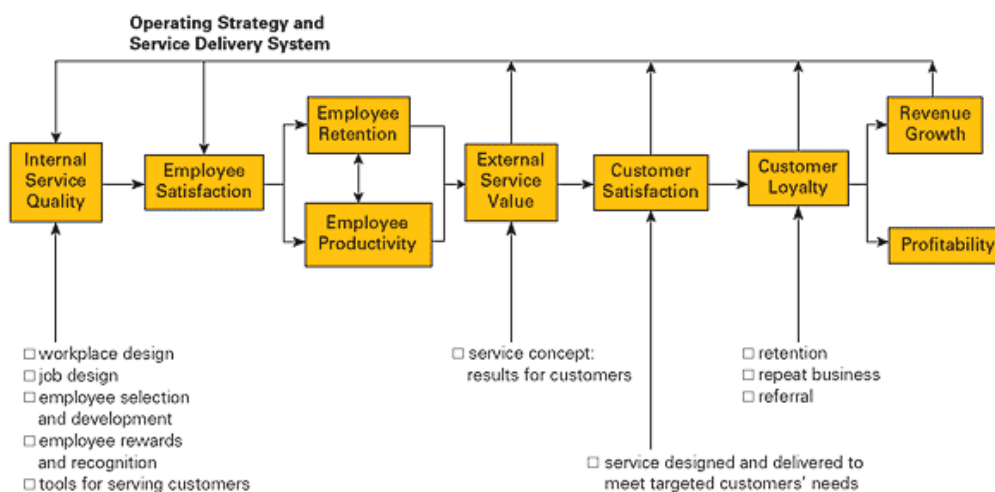 Operating Strategy and
Service Delivery System
Internal
Service
Quality
Employee
Satisfaction
Employee
Retention
Employee
Productivity
External
Service
Value
Customer
Satisfaction
Customer
Loyalty
Revenue
Growth
Profitability
□ workplace design
□ job design
□ employee selection
and development
□ employee rewards
and recognition
□ tools for serving customers
□ service concept:
results for customers
□ service designed and delivered to
meet targeted customers' needs
□ retention
□ repeat business
□ referral